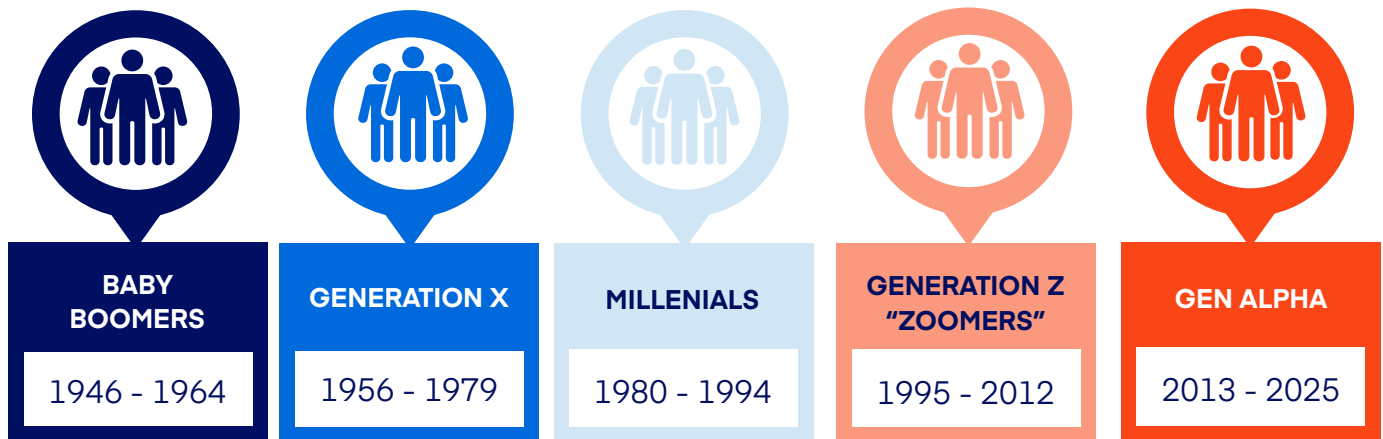 BABY
BOOMERS
1946 - 1964
GENERATION X
1956 - 1979
MILLENIALS
1980 - 1994
GENERATION Z
“ZOOMERS”
1995 - 2012
GEN ALPHA
2013 - 2025